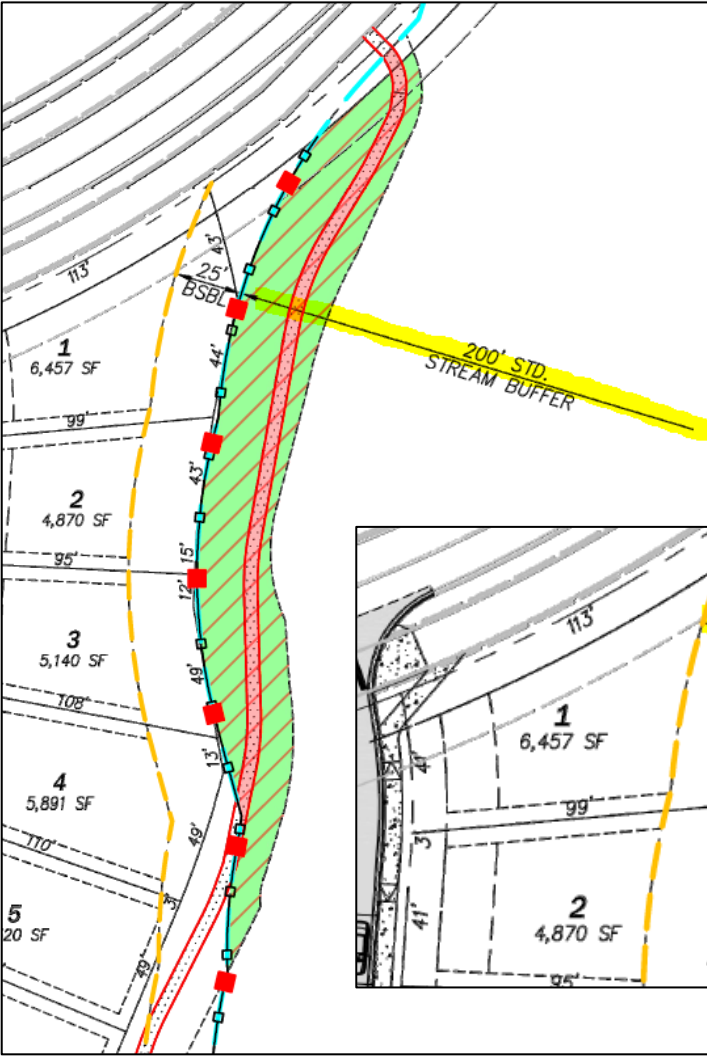 113'
43'
25'
BSBL
1
6,457 SF
44'
200' STD.
STREAM BUFFER
99'
43'
2
4,870 SF
15'
95'
12'
3
5,140 SF
49'
108'
13'
4
5,891 SF
49'
110'
3'
5
20 SF
49'
113'
1
6,457 SF
99'
3'
2
4,870 SF
41'
95'